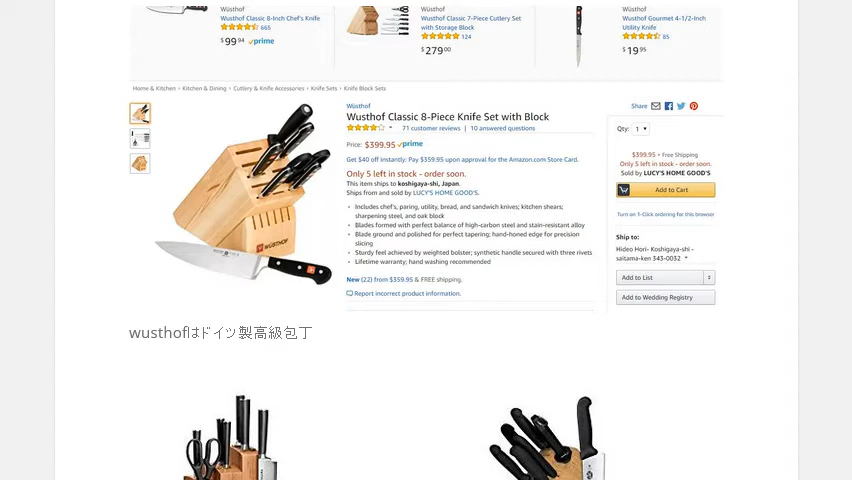 Wüsthof
Wusthof Classic 8-Inch Chef's Knife
665
$99.94 prime
Wüsthof
Wusthof Classic 7-Piece Cutlery Set
with Storage Block
124
$279.00
Wüsthof
Wusthof Gourmet 4-1/2-Inch
Utility Knife
85
$19.95
Home & Kitchen › Kitchen & Dining › Cutlery & Knife Accessories › Knife Sets › Knife Block Sets
Wüsthof
Wusthof Classic 8-Piece Knife Set with Block
71 customer reviews | 10 answered questions
Price: $399.95 prime
Get $40 off instantly: Pay $359.95 upon approval for the Amazon.com Store Card.
Only 5 left in stock - order soon.
This item ships to koshigaya-shi, Japan.
Ships from and sold by LUCY'S HOME GOOD'S.
• Includes chef's, paring, utility, bread, and sandwich knives; kitchen shears;
sharpening steel, and oak block
• Blades formed with perfect balance of high-carbon steel and stain-resistant alloy
• Blade ground and polished for perfect tapering; hand-honed edge for precision
slicing
• Sturdy feel achieved by weighted bolster; synthetic handle secured with three rivets
• Lifetime warranty; hand washing recommended
New (22) from $359.95 & FREE shipping.
Report incorrect product information.
WÜSTHOF
Share
Qty: 1
$399.95 + Free Shipping
Only 5 left in stock - order soon.
Sold by LUCY'S HOME GOOD'S
Add to Cart
Turn on 1-Click ordering for this browser
Ship to:
Hideo Hori- Koshigaya-shi -
saitama-ken 343-0032
Add to List
Add to Wedding Registry
wusthofはドイツ製高級包丁